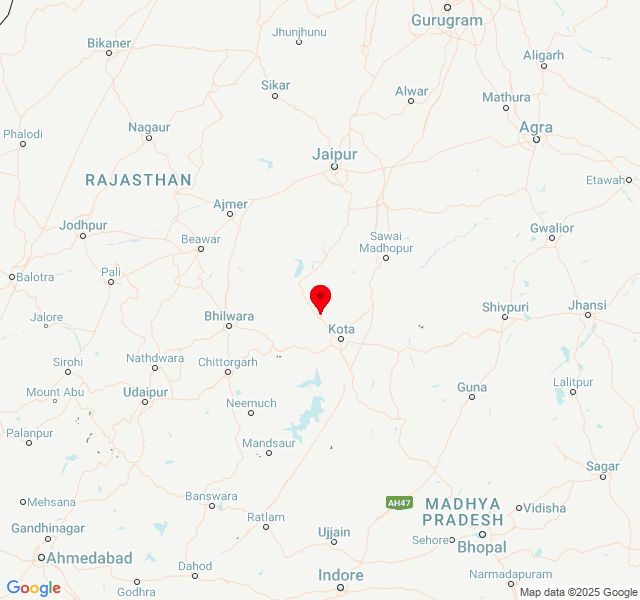 Gurugram
Jhunjhunu
Bikaner
Aligarh
Sikar
Alwar
Mathura
Phalodi
Nagaur
Agra
Jaipur
RAJASTHAN
Etawah
Ajmer
Jodhpur
Gwalior
Beawar
Sawai
Madhopur
Pali
Balotra
Jalore
Bhilwara
Shivpuri
Jhansi
Kota
Sirohi
Nathdwara
Chittorgarh
Mount Abu
Udaipur
Guna
Lalitpur
Neemuch
Palanpur
Mandsaur
Sagar
Mehsana
Banswara
AH47
MADHYA
PRADESH
Vidisha
Gandhinagar
Ratlam
Ujjain
Sehore
Bhopal
Ahmedabad
Dahod
Indore
Narmadapuram
Godhra
Google
Map data ©2025 Google